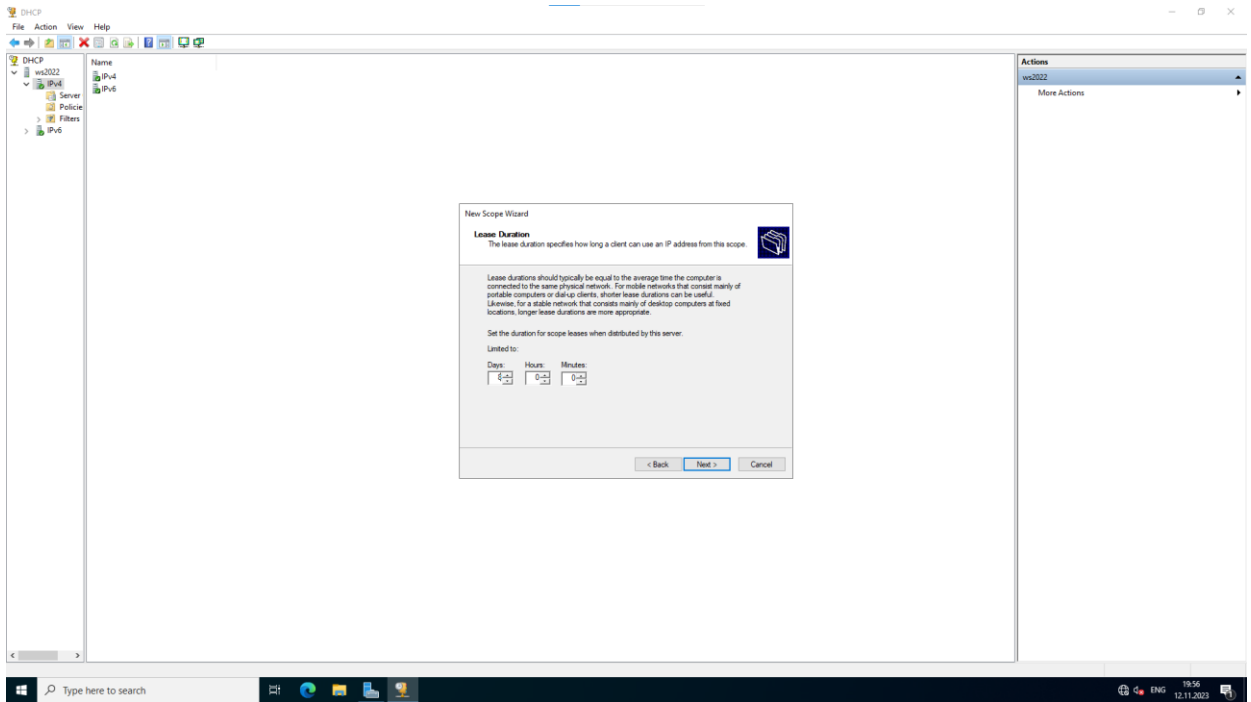 DHCP
File Action View Help
DHCP
ws2022
IPv4
Server
Policie
Filters
IPv6
Name
IPv4
IPv6
Actions
ws2022
More Actions
New Scope Wizard
Lease Duration
The lease duration specifies how long a client can use an IP address from this scope.
Lease durations should typically be equal to the average time the computer is
connected to the same physical network. For mobile networks that consist mainly of
portable computers or dial-up clients, shorter lease durations can be useful.
Likewise, for a stable network that consists mainly of desktop computers at fixed
locations, longer lease durations are more appropriate.
Set the duration for scope leases when distributed by this server.
Limited to:
Days: Hours: Minutes:
8 0 0
< Back Next > Cancel
Type here to search
ENG
19:56
12.11.2023